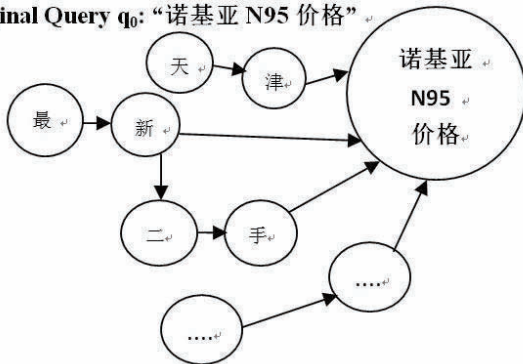 inal Query q₀: “诺基亚 N95 价格”
天
津
诺基亚
N95
价格
最
新
二
手
....
....